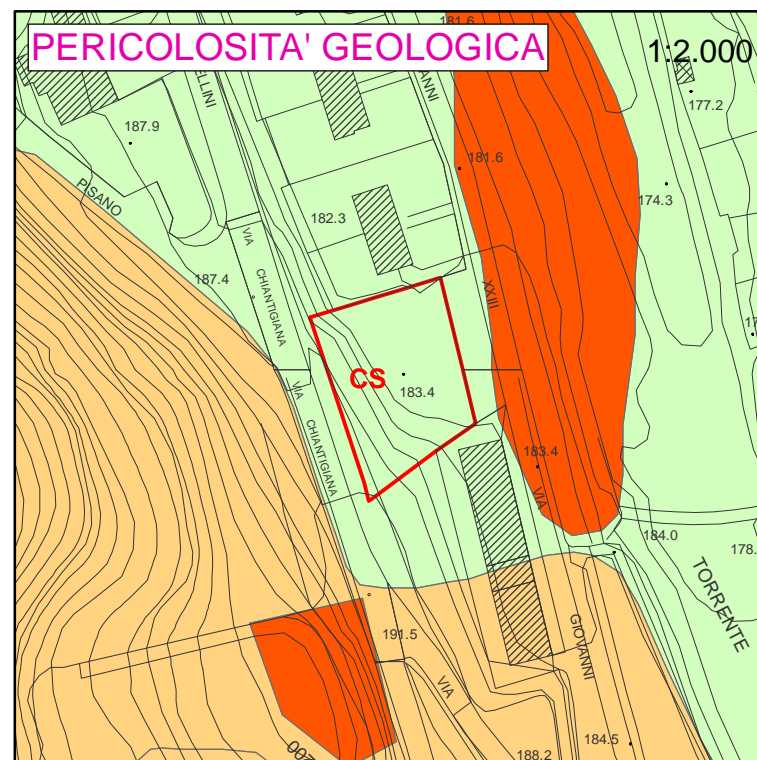 PERICOLOSITA' GEOLOGICA
1:2.000
181.6
177.2
187.9
181.6
174.3
PISANO
182.3
VIA
187.4
CHIANTIGIANA
XXIII
CS
183.4
VIA
CHIANTIGIANA
183.4
VIA
184.0
178.
TORRENTE
191.5
GIOVANNI
VIA
184.5
188.2
200